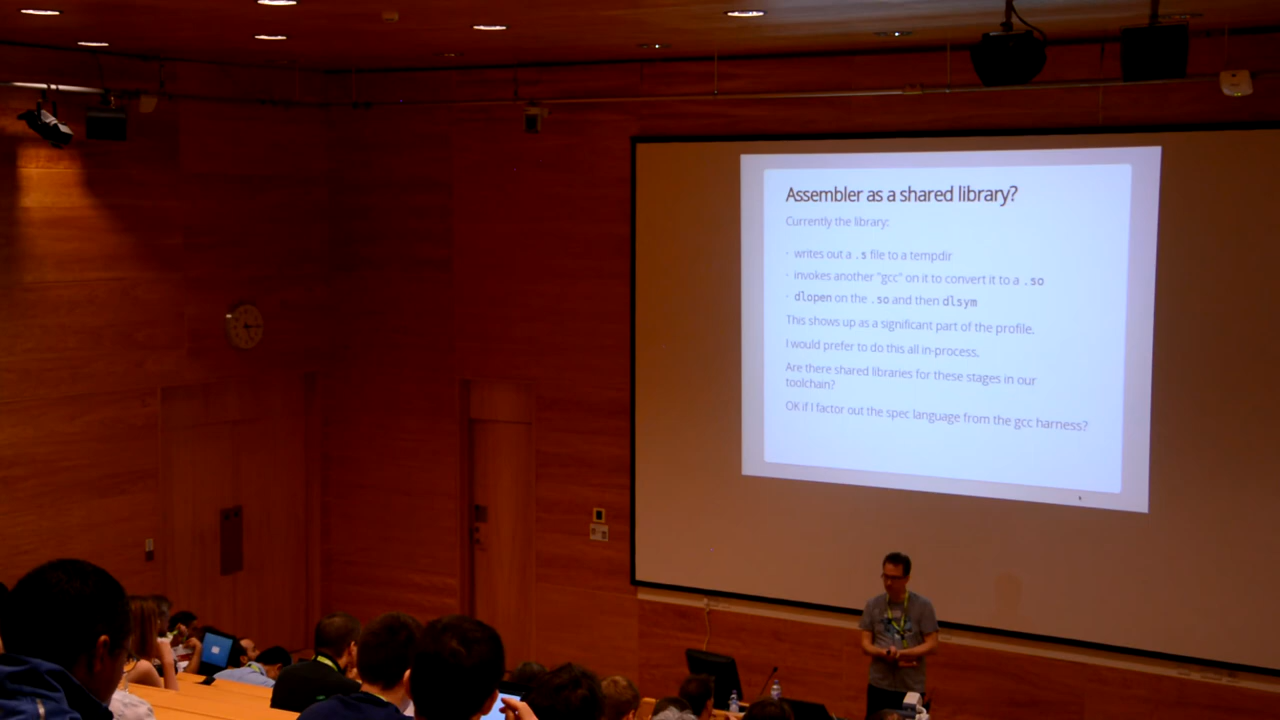 Assembler as a shared library?
Currently the library:
· writes out a .s file to a tempdir
· invokes another "gcc" on it to convert it to a .so
· dlopen on the .so and then dlsym
This shows up as a significant part of the profile.
I would prefer to do this all in-process.
Are there shared libraries for these stages in our
toolchain?
OK if I factor out the spec language from the gcc harness?